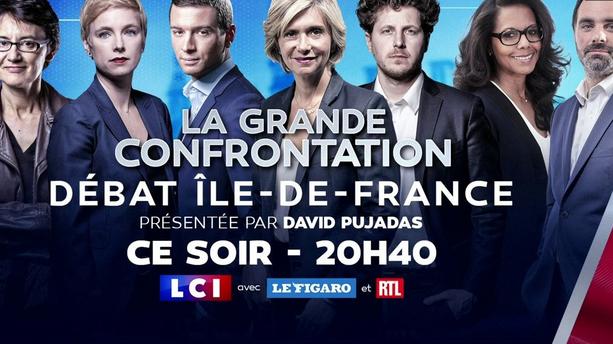 LA GRANDE
CONFRONTATION
DÉBAT ÎLE-DE-FRANCE
PRÉSENTÉE PAR DAVID PUJADAS
CE SOIR - 20H40
LCI avec LE FIGARO et RTL